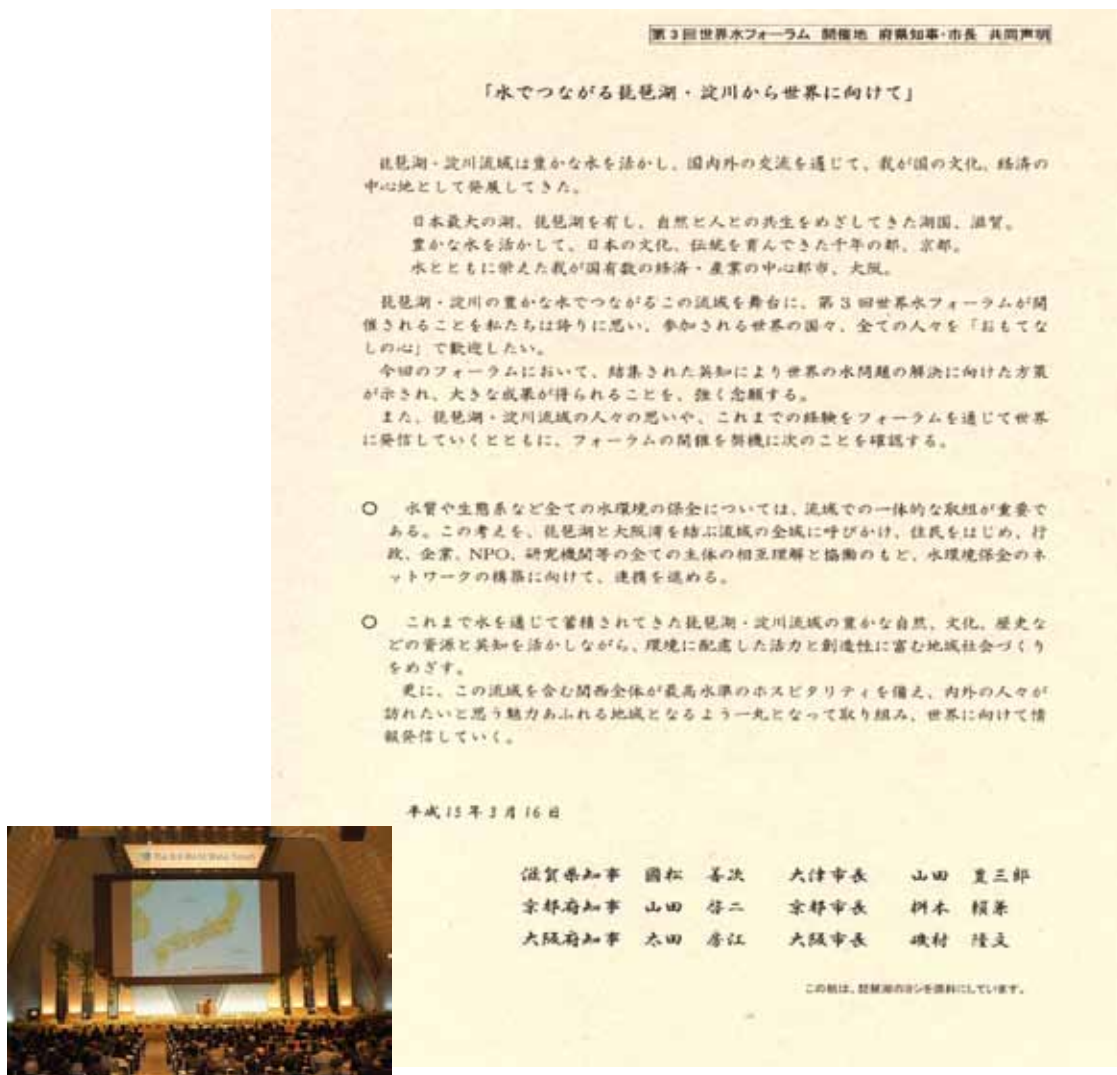 第3回世界水フォーラム 開催地 府県知事・市長 共同声明
「水でつながる琵琶湖・淀川から世界に向けて」
琵琶湖・淀川流域は豊かな水を活かし、国内外の交流を通じて、我が国の文化、経済の
中心地として発展してきた。
日本最大の湖、琵琶湖を有し、自然と人との共生をめざしてきた湖国、滋賀。
豊かな水を活かして、日本の文化、伝統を育んできた千年の都、京都。
水とともに栄えた我が国有数の経済・産業の中心都市、大阪。
琵琶湖・淀川の豊かな水でつながるこの流域を舞台に、第3回世界水フォーラムが開
催されることを私たちは誇りに思い、参加される世界の国々、全ての人々を「おもてな
しの心」で歓迎したい。
今回のフォーラムにおいて、結集された英知により世界の水問題の解決に向けた方策
が示され、大きな成果が得られることを、強く念願する。
また、琵琶湖・淀川流域の人々の思いや、これまでの経験をフォーラムを通じて世界
に発信していくとともに、フォーラムの開催を契機に次のことを確認する。
○ 水質や生態系など全ての水環境の保全については、流域での一体的な取組が重要で
ある。この考えを、琵琶湖と大阪湾を結ぶ流域の全域に呼びかけ、住民をはじめ、行
政、企業、NPO、研究機関等の全ての主体の相互理解と協働のもと、水環境保全のネ
ットワークの構築に向けて、連携を進める。
○ これまで水を通じて蓄積されてきた琵琶湖・淀川流域の豊かな自然、文化、歴史な
どの資源と英知を活かしながら、環境に配慮した活力と創造性に富む地域社会づくり
をめざす。
更に、この流域を含む関西全体が最高水準のホスピタリティを備え、内外の人々が
訪れたいと思う魅力あふれる地域となるよう一丸となって取り組み、世界に向けて情
報発信していく。
平成15年3月16日
滋賀県知事 國松 善次 大津市長 山田 豊三郎
京都府知事 山田 啓二 京都市長 桝本 頼兼
大阪府知事 太田 房江 大阪市長 磯村 隆文
この紙は、琵琶湖のヨシを原料にしています。
The 3rd World Water Forum